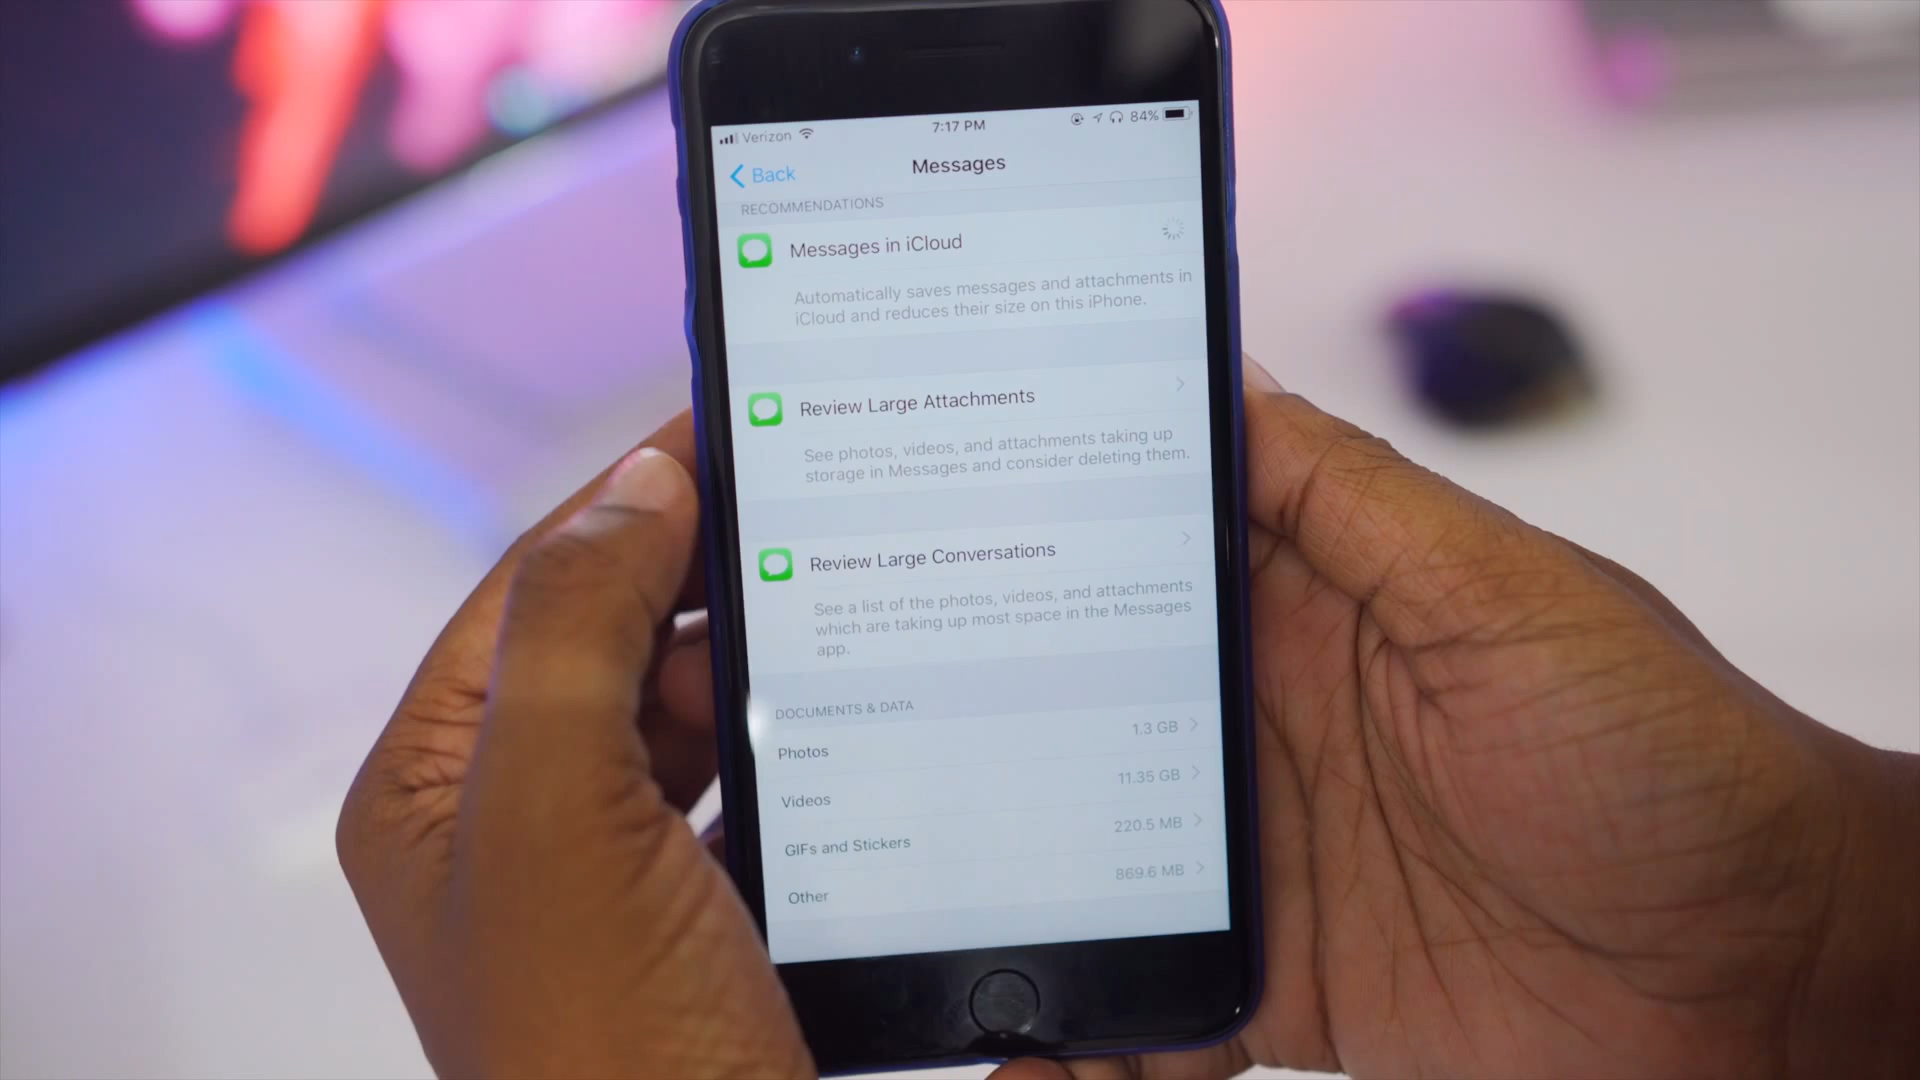 Verizon 7:17 PM 84%
Back Messages
RECOMMENDATIONS
Messages in iCloud
Automatically saves messages and attachments in
iCloud and reduces their size on this iPhone.
Review Large Attachments
See photos, videos, and attachments taking up
storage in Messages and consider deleting them.
Review Large Conversations
See a list of the photos, videos, and attachments
which are taking up most space in the Messages
app.
DOCUMENTS & DATA
Photos 1.3 GB
Videos 11.35 GB
GIFs and Stickers 220.5 MB
Other 869.6 MB